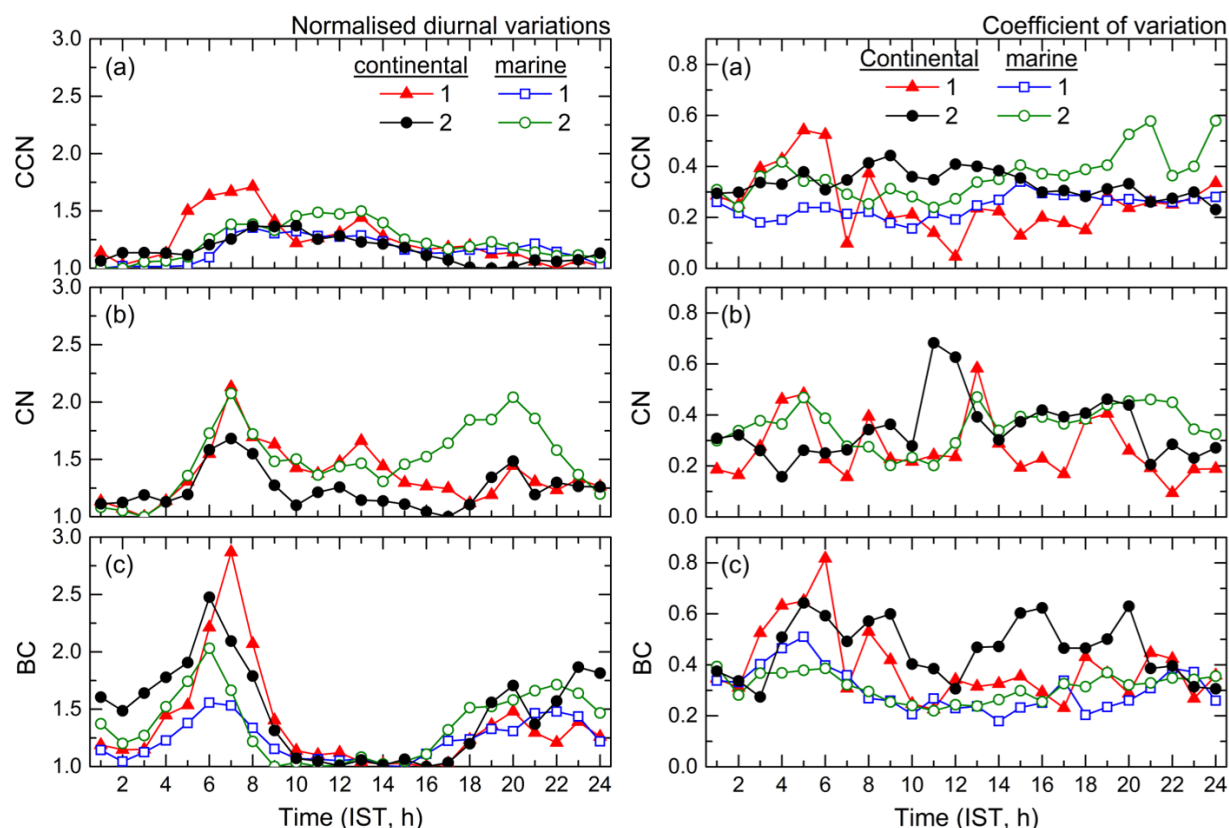 Normalised diurnal variations
(a)
continental marine
1 1
2 2
CCN
3.0
2.5
2.0
1.5
1.0
(b)
CN
2.5
2.0
1.5
1.0
(c)
BC
3.0
2.5
2.0
1.5
1.0
2 4 6 8 10 12 14 16 18 20 22 24
Time (IST, h)
Coefficient of variation
(a)
Continental marine
1 1
2 2
CCN
0.8
0.6
0.4
0.2
0.0
(b)
CN
0.8
0.6
0.4
0.2
0.0
(c)
BC
0.8
0.6
0.4
0.2
0.0
2 4 6 8 10 12 14 16 18 20 22 24
Time (IST, h)